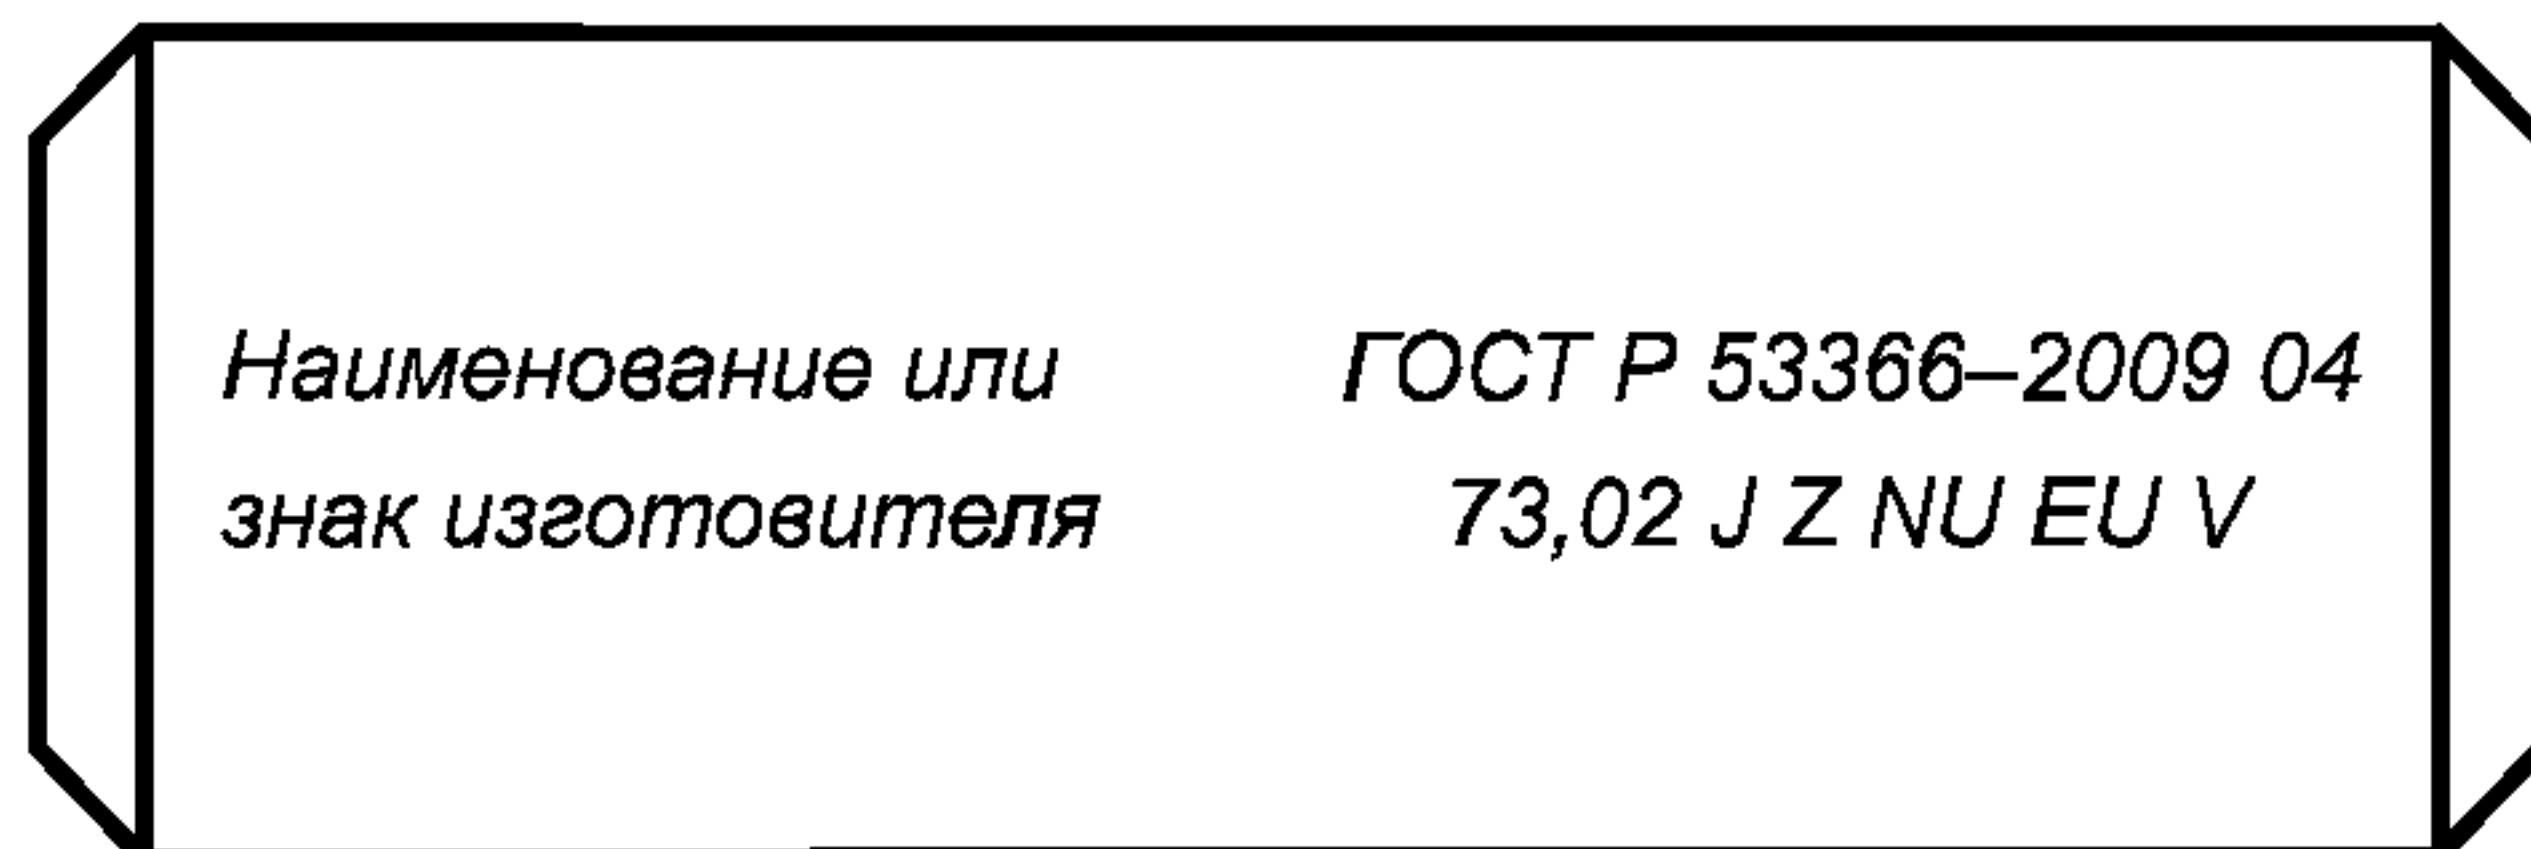 Наименование или
знак изготовителя
ГОСТ Р 53366–2009 04
73,02 J Z NU EU V